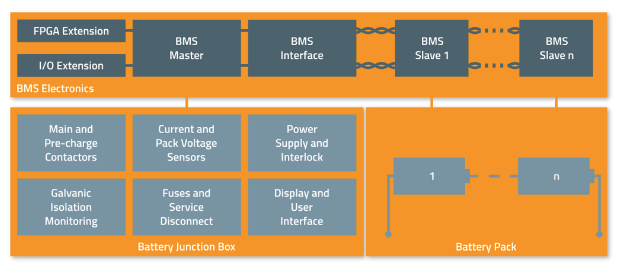 FPGA Extension
I/O Extension
BMS
Master
BMS
Interface
BMS
Slave 1
BMS
Slave n
BMS Electronics
Main and
Pre-charge
Contactors
Current and
Pack Voltage
Sensors
Power
Supply and
Interlock
Galvanic
Isolation
Monitoring
Fuses and
Service
Disconnect
Display and
User
Interface
Battery Junction Box
1
n
Battery Pack